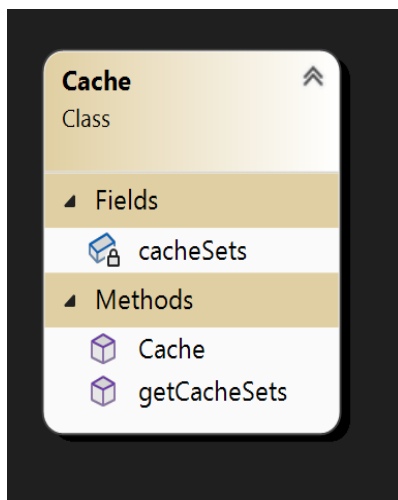 Cache
Class
Fields
cacheSets
Methods
Cache
getCacheSets